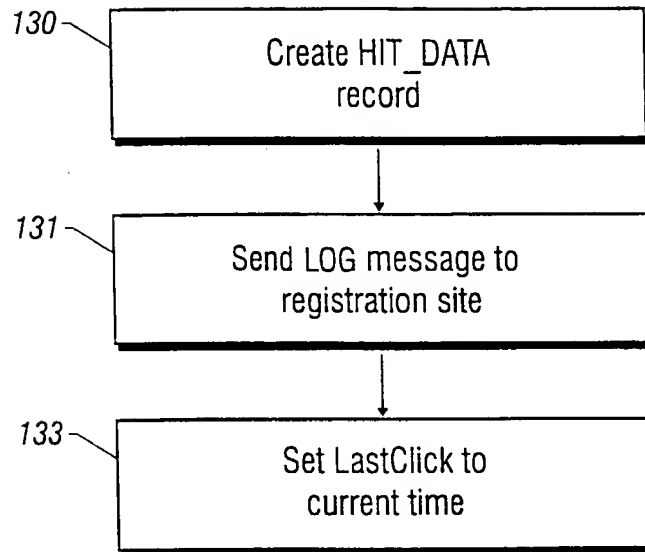 130
Create HIT_DATA
record
131
Send LOG message to
registration site
133
Set LastClick to
current time